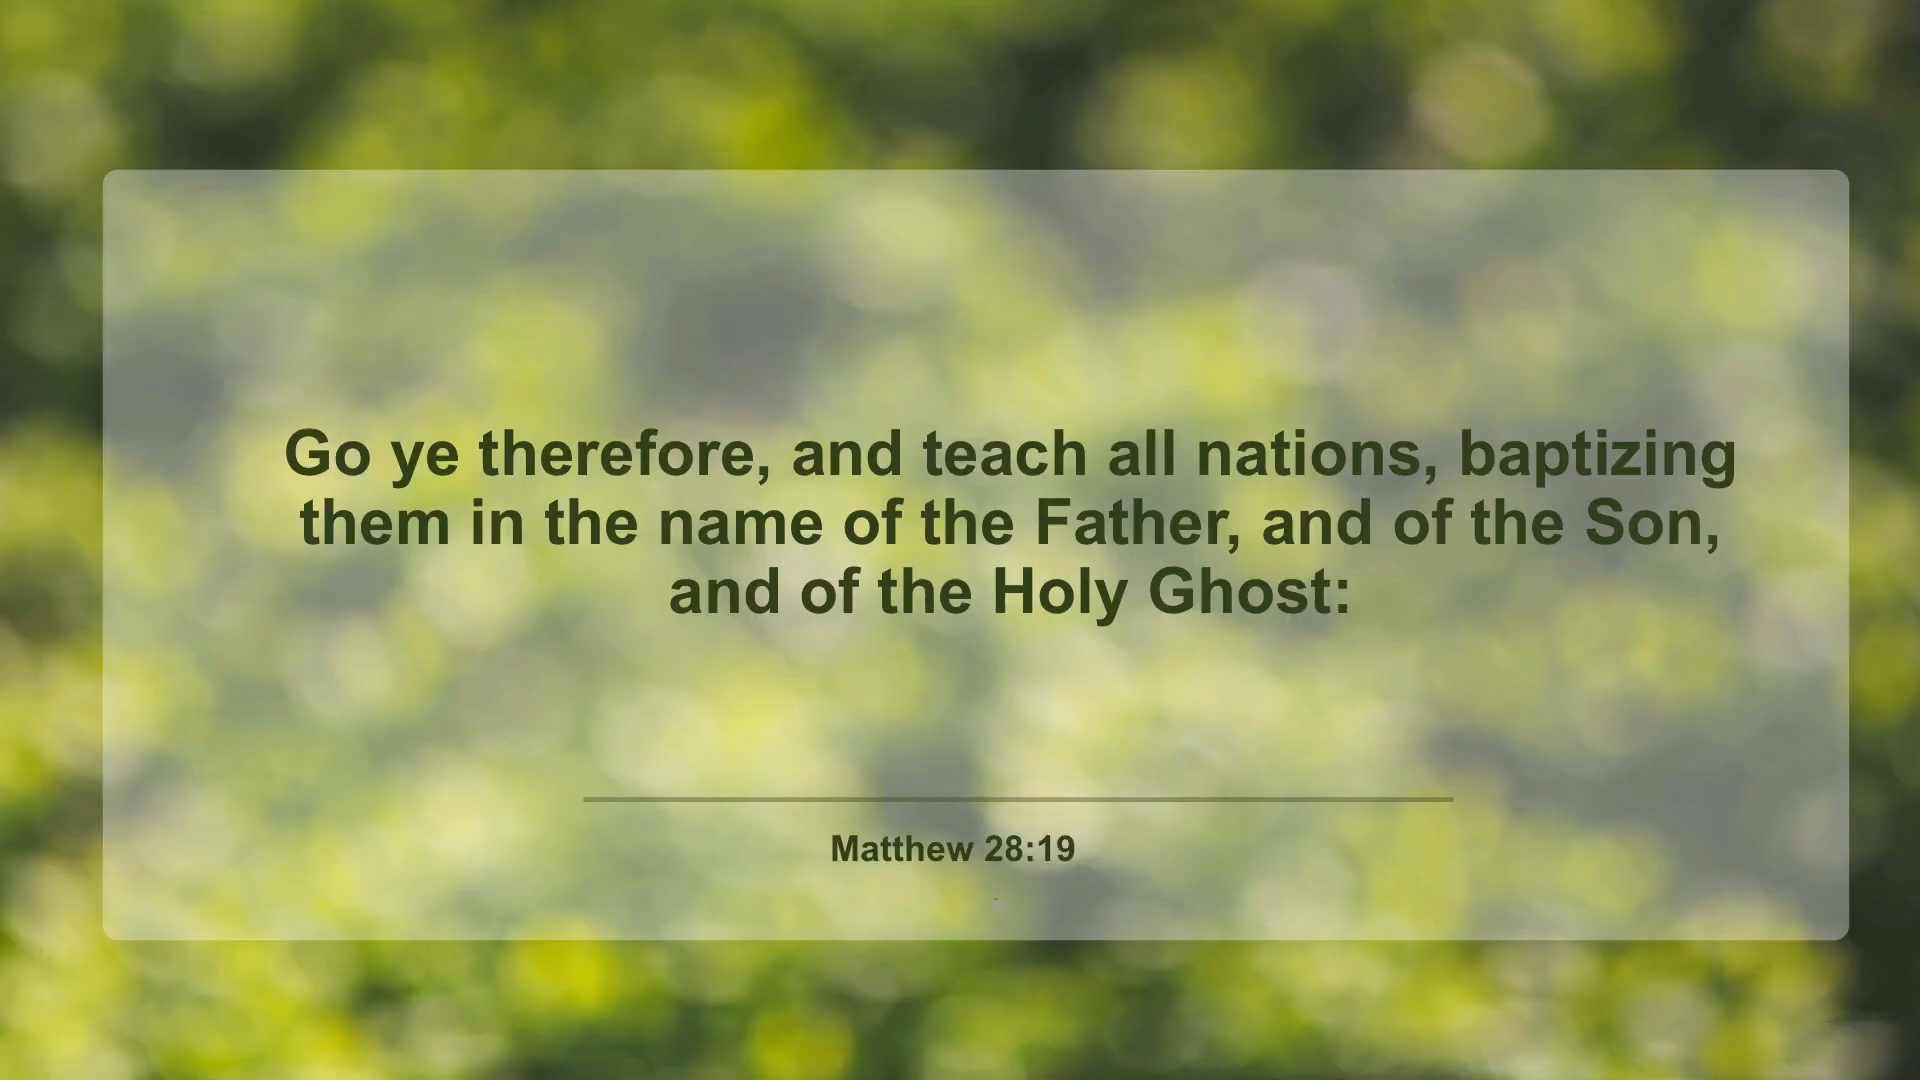 Go ye therefore, and teach all nations, baptizing
them in the name of the Father, and of the Son,
and of the Holy Ghost:
Matthew 28:19